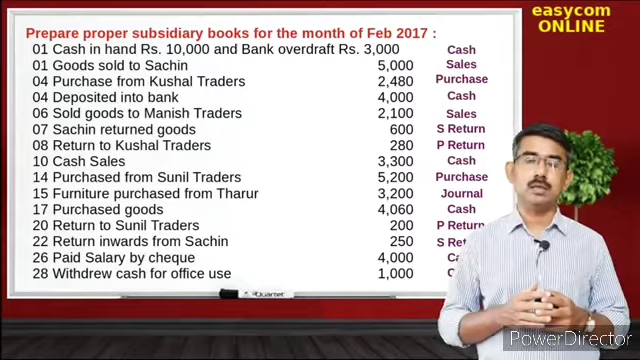 easycom
ONLINE
Prepare proper subsidiary books for the month of Feb 2017 :
01 Cash in hand Rs. 10,000 and Bank overdraft Rs. 3,000 Cash
01 Goods sold to Sachin 5,000 Sales
04 Purchase from Kushal Traders 2,480 Purchase
04 Deposited into bank 4,000 Cash
06 Sold goods to Manish Traders 2,100 Sales
07 Sachin returned goods 600 S Return
08 Return to Kushal Traders 280 P Return
10 Cash Sales 3,300 Cash
14 Purchased from Sunil Traders 5,200 Purchase
15 Furniture purchased from Tharur 3,200 Journal
17 Purchased goods 4,060 Cash
20 Return to Sunil Traders 200 P Return
22 Return inwards from Sachin 250 S Ret
26 Paid Salary by cheque 4,000 Ca
28 Withdrew cash for office use 1,000 C
Quartet
PowerDirector